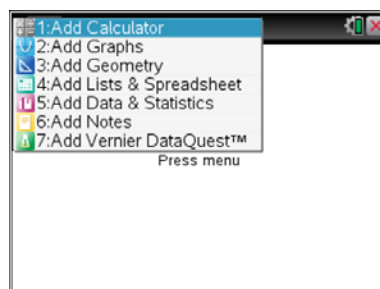 1:Add Calculator
2:Add Graphs
3:Add Geometry
4:Add Lists & Spreadsheet
5:Add Data & Statistics
6:Add Notes
7:Add Vernier DataQuest™
Press menu